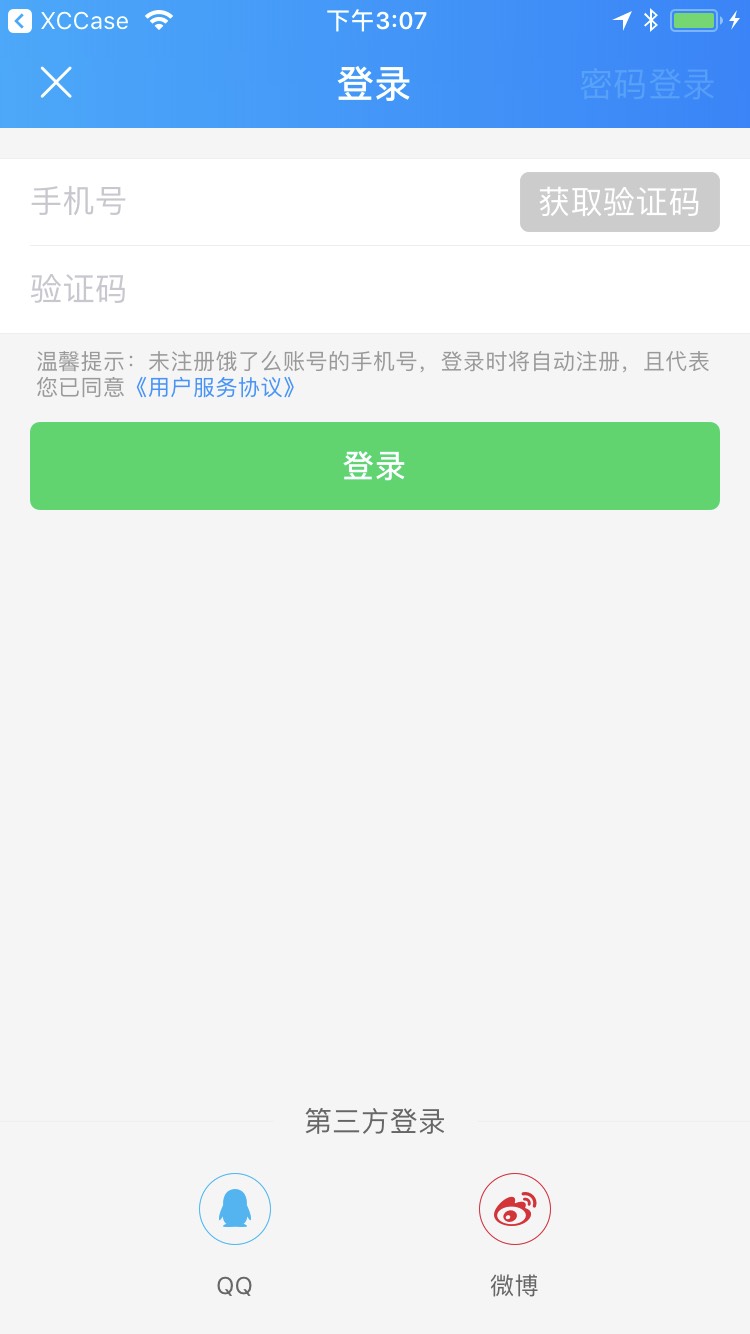 XCCase 下午3:07
登录 密码登录
手机号 获取验证码
验证码
温馨提示：未注册饿了么账号的手机号，登录时将自动注册，且代表
您已同意《用户服务协议》
登录
第三方登录
QQ 微博